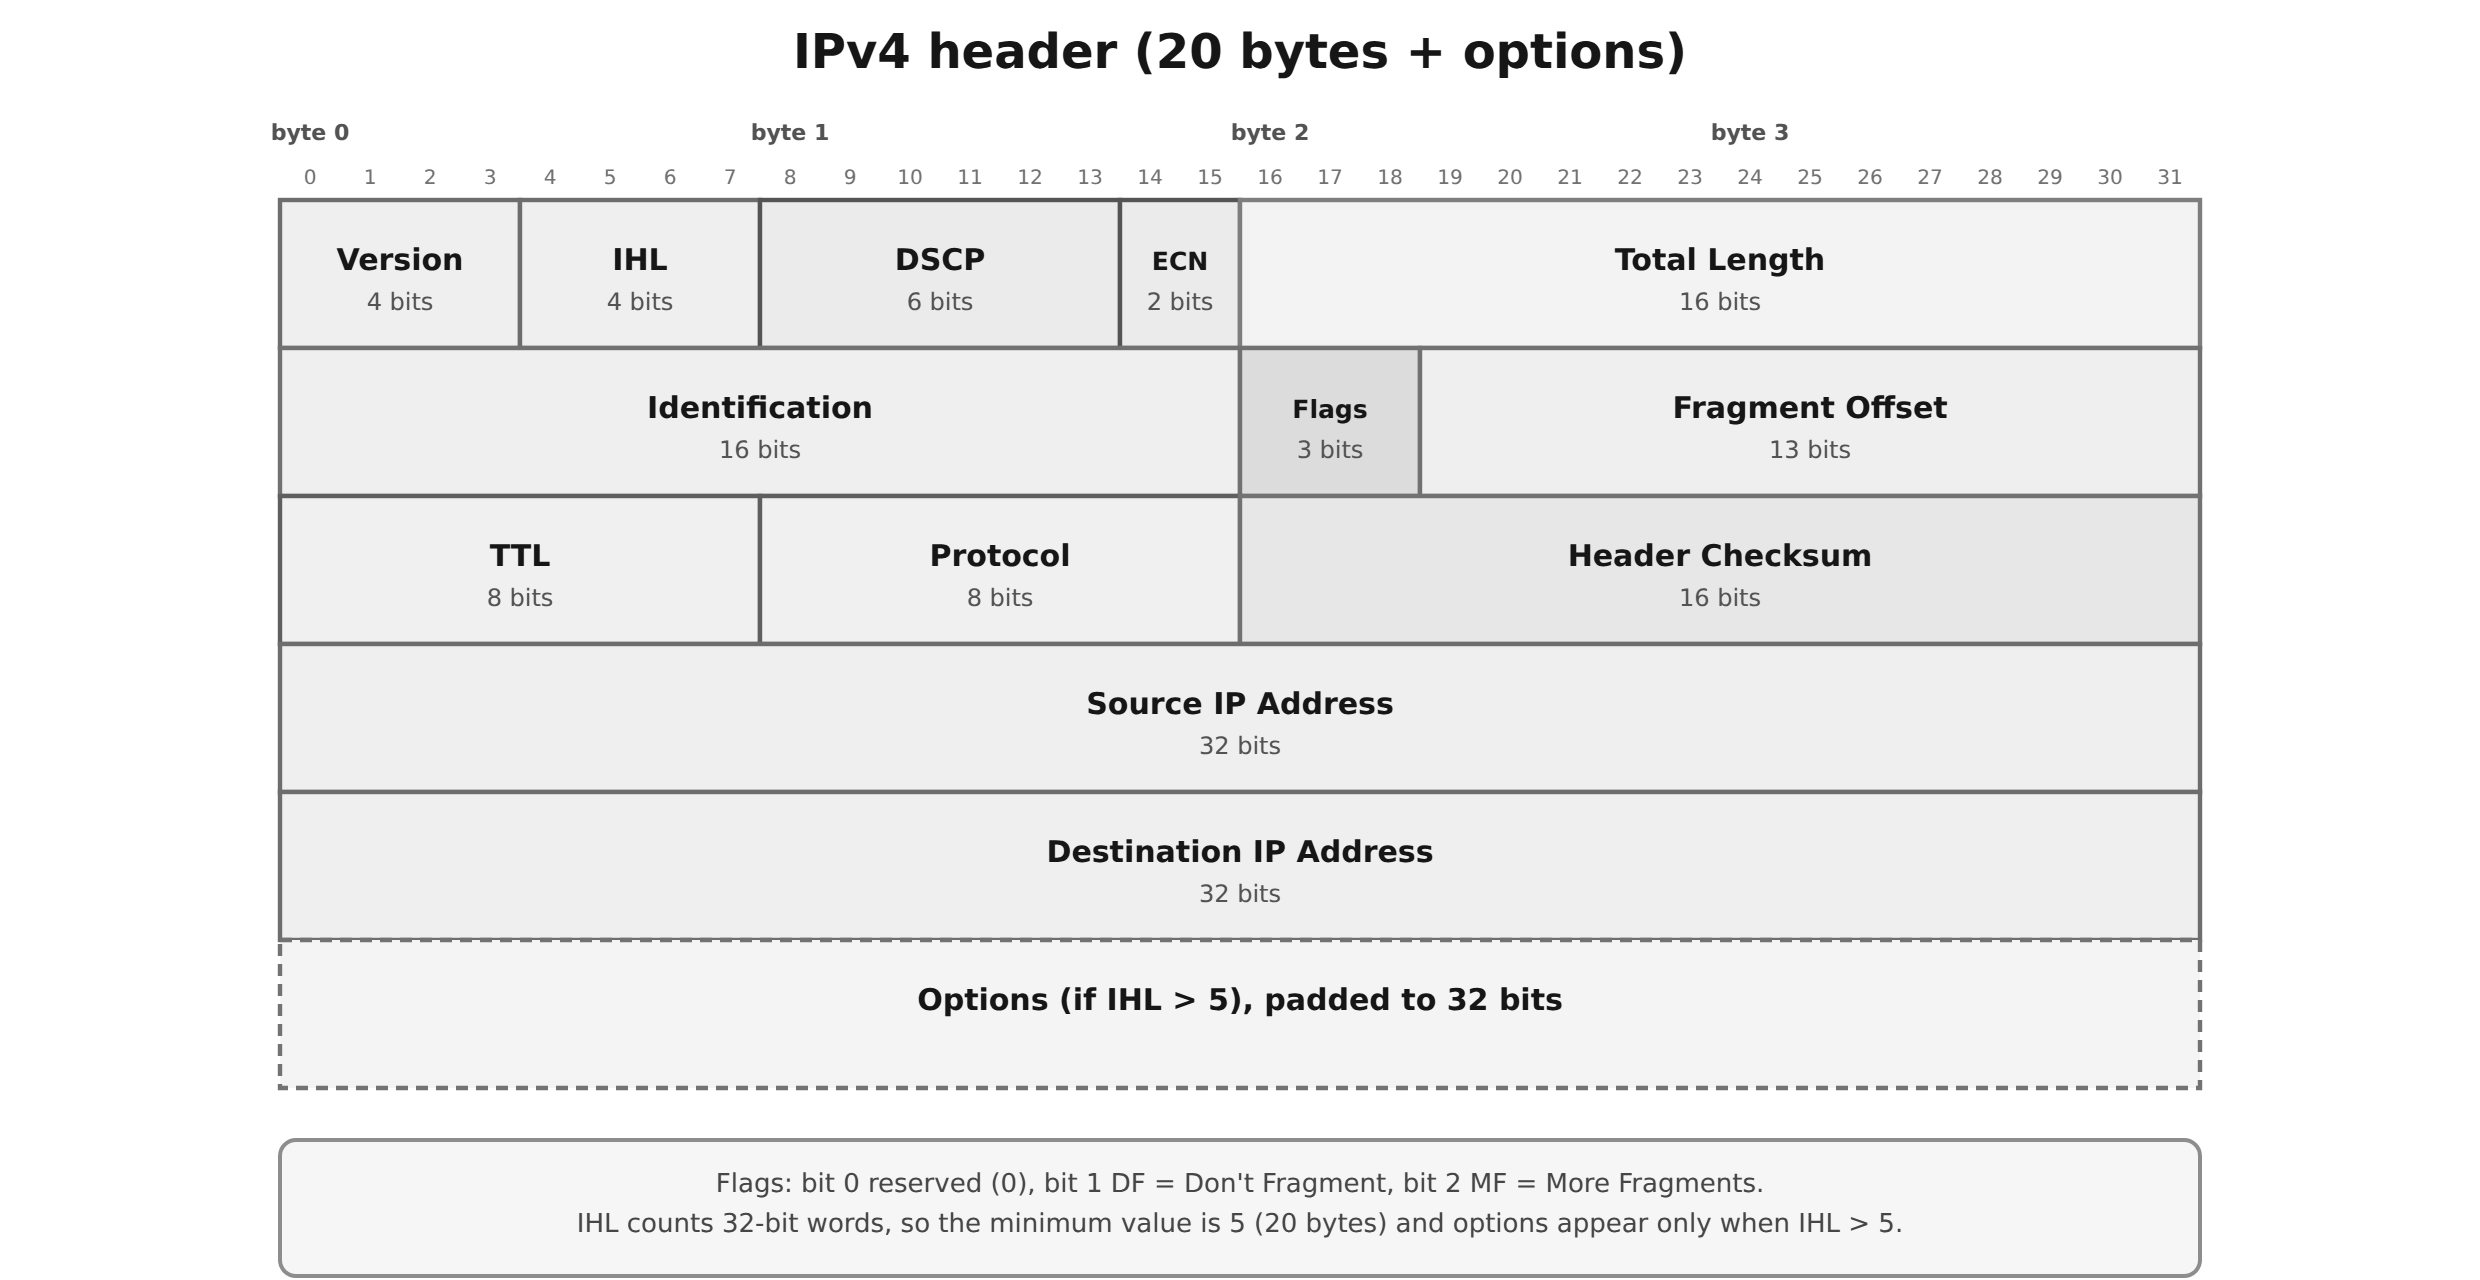 IPv4 header (20 bytes + options)
byte 0 byte 1 byte 2 byte 3
0 1 2 3 4 5 6 7 8 9 10 11 12 13 14 15 16 17 18 19 20 21 22 23 24 25 26 27 28 29 30 31
Version IHL DSCP ECN Total Length
4 bits 4 bits 6 bits 2 bits 16 bits
Identification Flags Fragment Offset
16 bits 3 bits 13 bits
TTL Protocol Header Checksum
8 bits 8 bits 16 bits
Source IP Address
32 bits
Destination IP Address
32 bits
Options (if IHL > 5), padded to 32 bits
Flags: bit 0 reserved (0), bit 1 DF = Don't Fragment, bit 2 MF = More Fragments.
IHL counts 32-bit words, so the minimum value is 5 (20 bytes) and options appear only when IHL > 5.